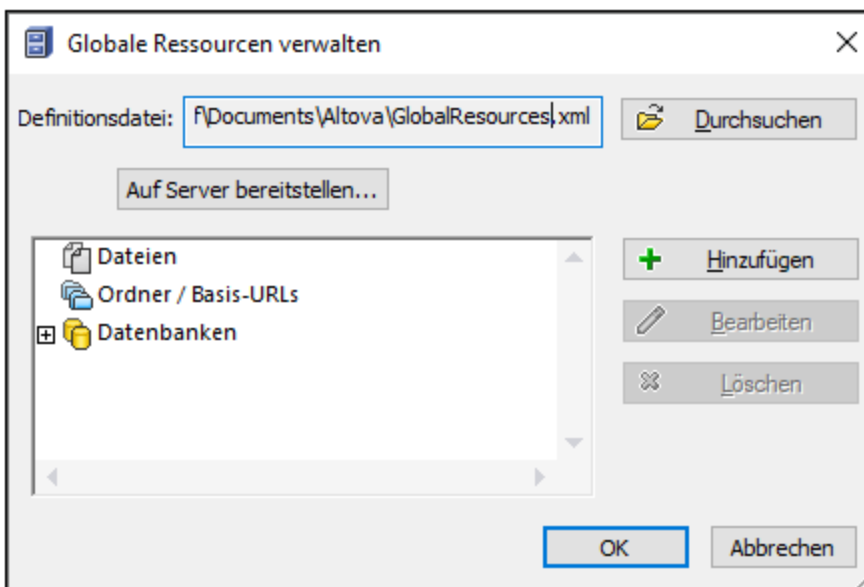 Globale Ressourcen verwalten
Definitionsdatei: f\Documents\Altova\GlobalResources.xml Durchsuchen
Auf Server bereitstellen...
Dateien
Hinzufügen
Ordner / Basis-URLs
Datenbanken
Bearbeiten
Löschen
OK Abbrechen